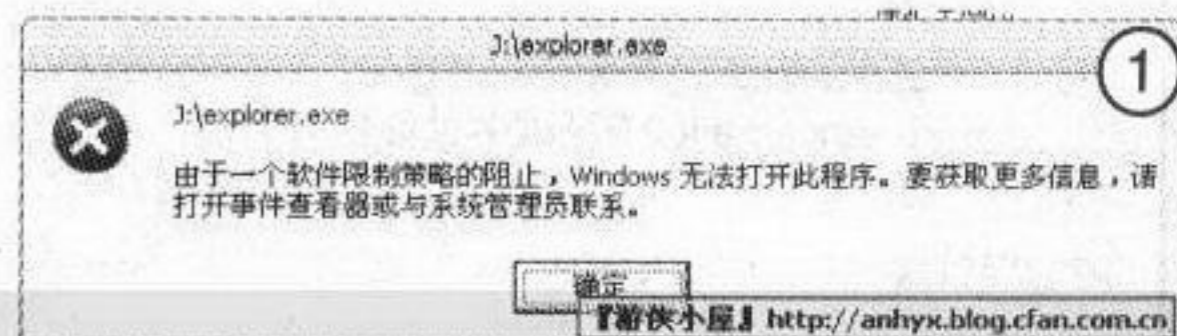 J:\explorer.exe
1
J:\explorer.exe
由于一个软件限制策略的阻止，Windows 无法打开此程序。要获取更多信息，请
打开事件查看器或与系统管理员联系。
确定
『游侠小屋』http://anhyx.blog.cfan.com.cn